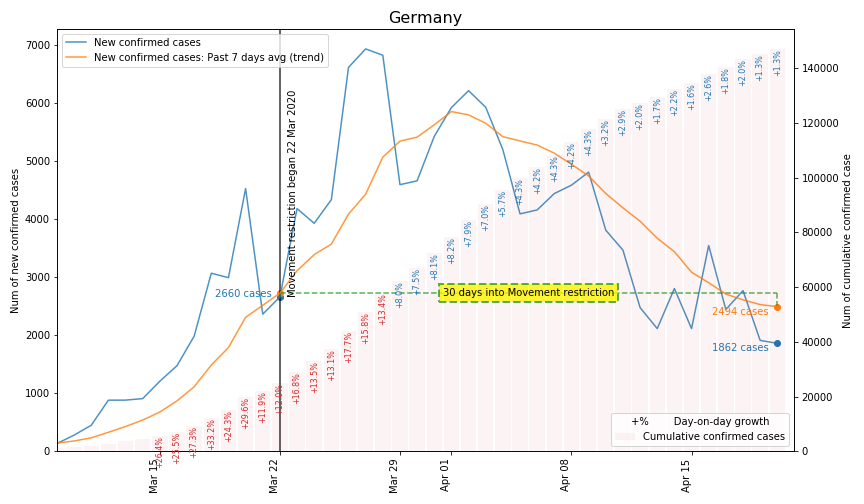 Germany
New confirmed cases
New confirmed cases: Past 7 days avg (trend)
Num of new confirmed cases
7000
6000
5000
4000
3000
2000
1000
0
Num of cumulative confirmed case
140000
120000
100000
80000
60000
40000
20000
0
Movement restriction began 22 Mar 2020
2660 cases
30 days into Movement restriction
2494 cases
1862 cases
+26.4%
+25.5%
+27.3%
+33.2%
+24.3%
+29.6%
+11.9%
+12.0%
+16.8%
+13.5%
+13.1%
+17.7%
+15.8%
+13.4%
+8.0%
+7.5%
+8.1%
+8.2%
+7.9%
+7.0%
+5.7%
+4.3%
+4.2%
+4.3%
+4.2%
+4.3%
+3.2%
+2.9%
+2.0%
+1.7%
+2.2%
+1.6%
+2.6%
+1.8%
+2.0%
+1.3%
+1.3%
+% Day-on-day growth
Cumulative confirmed cases
Mar 15
Mar 22
Mar 29
Apr 01
Apr 08
Apr 15